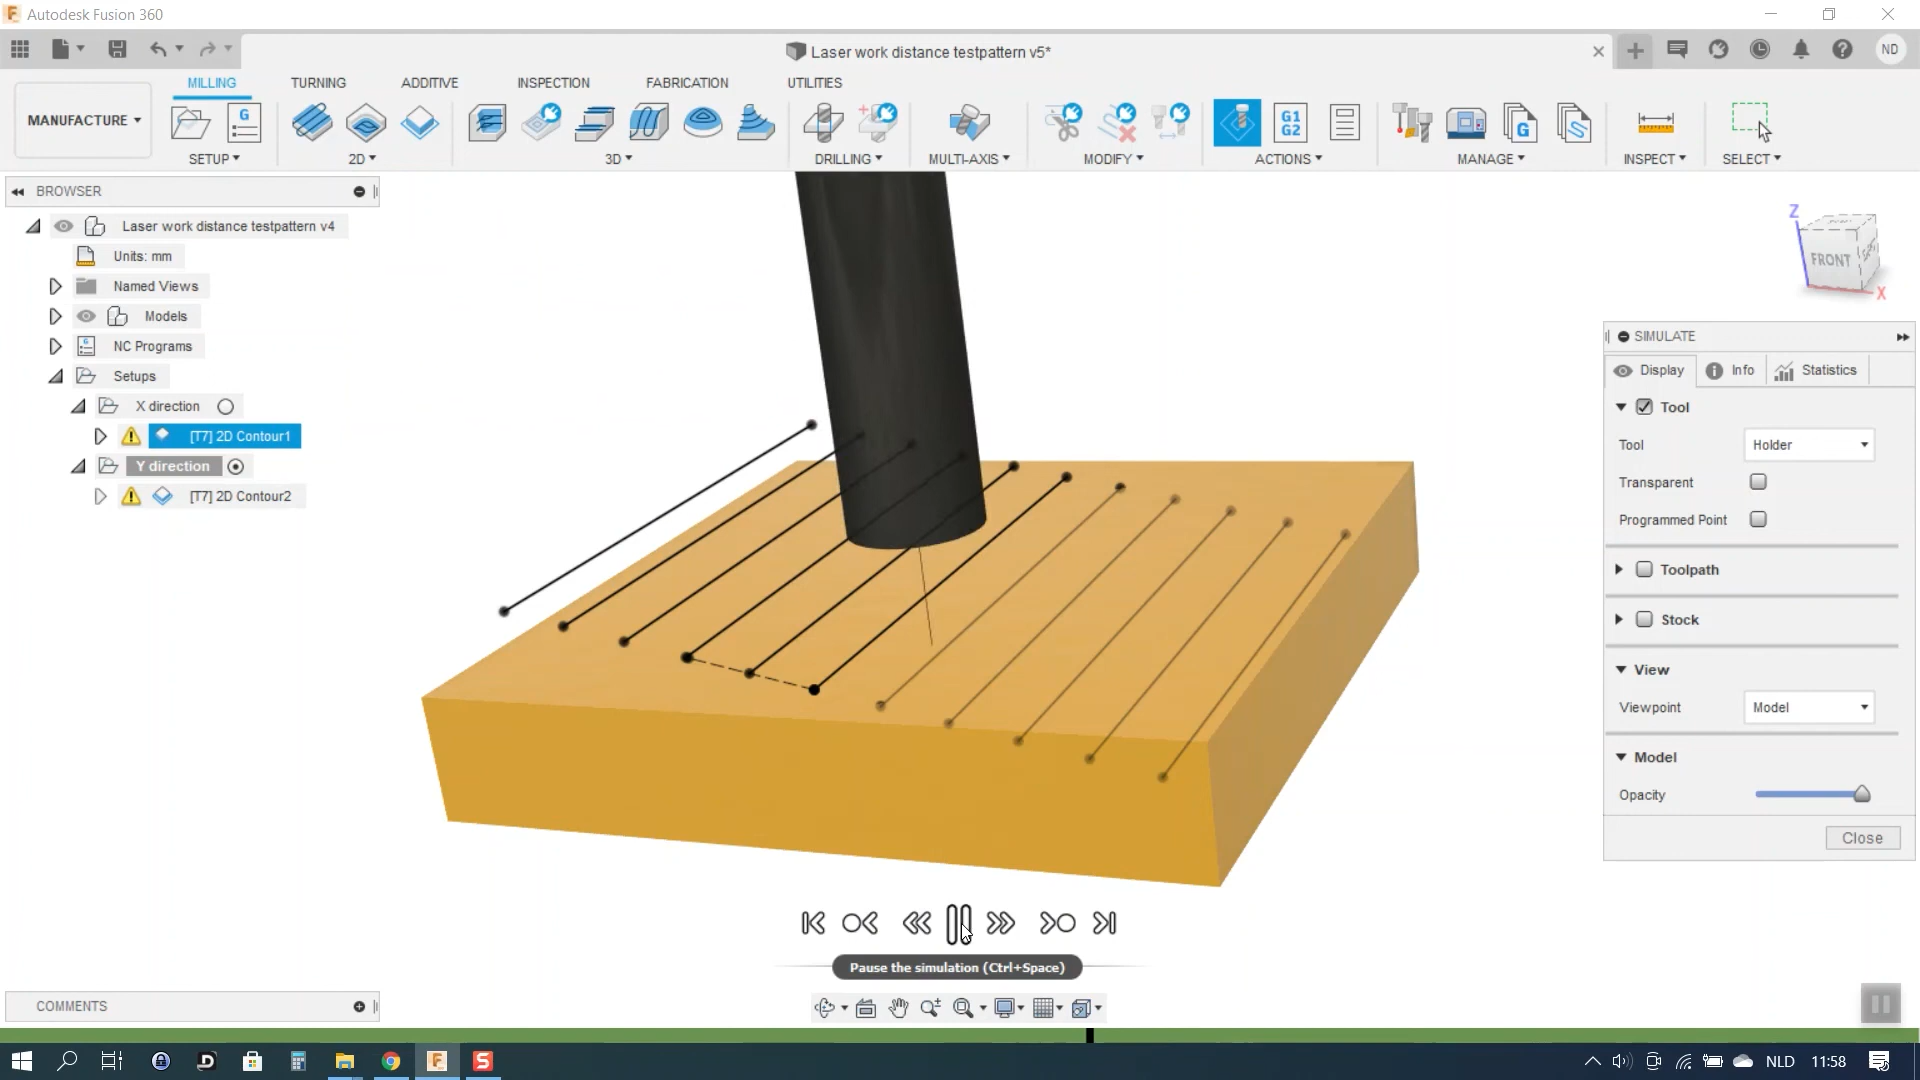 Autodesk Fusion 360
Laser work distance testpattern v5*
ND
MANUFACTURE
MILLING TURNING ADDITIVE INSPECTION FABRICATION UTILITIES
G G1 G2 G
SETUP 2D 3D DRILLING MULTI-AXIS MODIFY ACTIONS MANAGE INSPECT SELECT
BROWSER
Laser work distance testpattern v4
Units: mm
Named Views
Models
NC Programs
Setups
X direction
[T7] 2D Contour1
Y direction
[T7] 2D Contour2
Z
FRONT
X
SIMULATE
Display Info Statistics
Tool
Tool Holder
Transparent
Programmed Point
Toolpath
Stock
View
Viewpoint Model
Model
Opacity
Close
Pause the simulation (Ctrl+Space)
COMMENTS
NLD 11:58